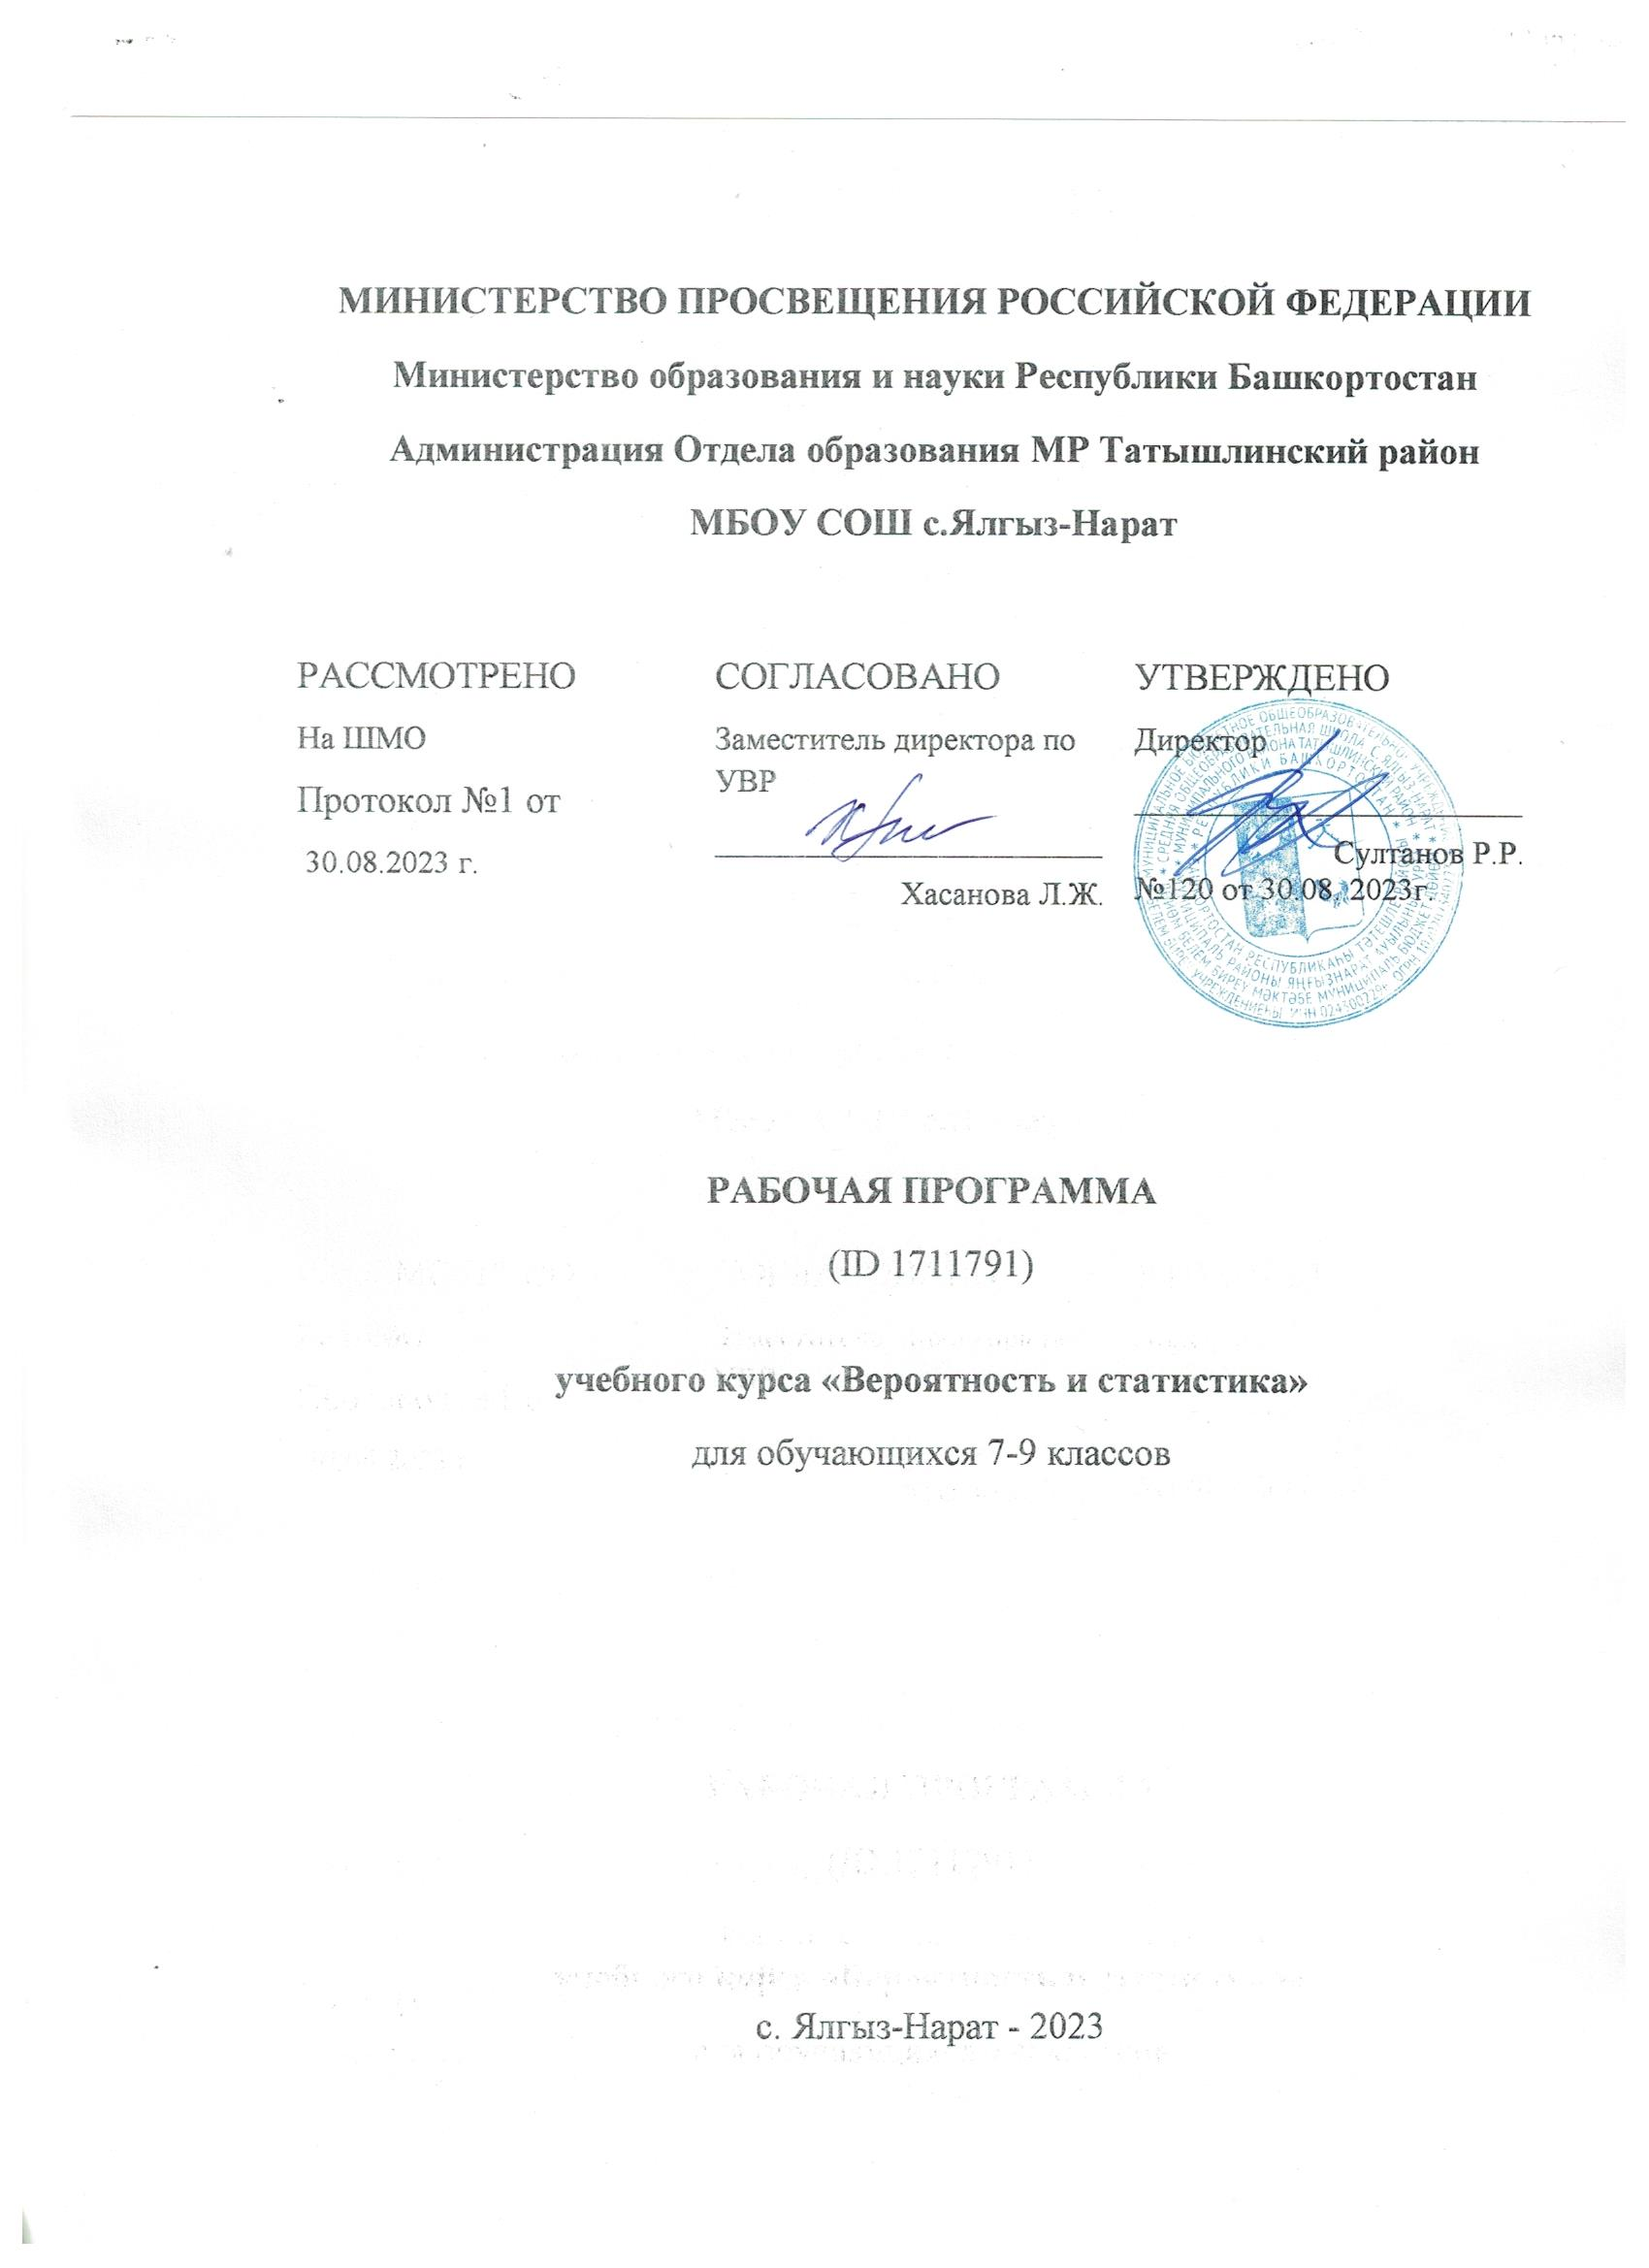 МИНИСТЕРСТВО ПРОСВЕЩЕНИЯ РОССИЙСКОЙ ФЕДЕРАЦИИ
Министерство образования и науки Республики Башкортостан
Администрация Отдела образования МР Татышлинский район
МБОУ СОШ с.Ялгыз-Нарат
РАССМОТРЕНО
На ШМО
Протокол №1 от
30.08.2023 г.
СОГЛАСОВАНО
Заместитель директора по
УВР
Хасанова Л.Ж.
УТВЕРЖДЕНО
Директор
Султанов Р.Р.
№120 от 30.08. 2023г.
РАБОЧАЯ ПРОГРАММА
(ID 1711791)
учебного курса «Вероятность и статистика»
для обучающихся 7-9 классов
с. Ялгыз-Нарат - 2023